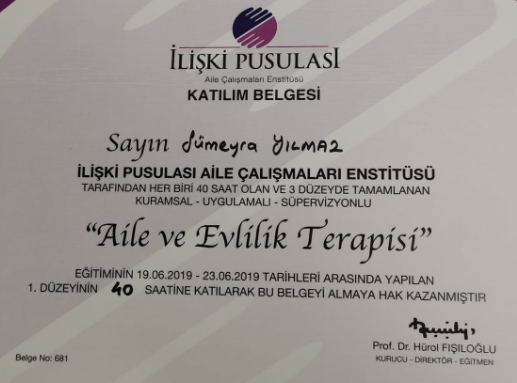 İLİŞKİ PUSULASI
Aile Çalışmaları Enstitüsü
KATILIM BELGESİ
Sayın Sümeyra YILMAZ
İLİŞKİ PUSULASI AİLE ÇALIŞMALARI ENSTİTÜSÜ
TARAFINDAN HER BİRİ 40 SAAT OLAN VE 3 DÜZEYDE TAMAMLANAN
KURAMSAL - UYGULAMALI - SÜPERVİZYONLU
"Aile ve Evlilik Terapisi"
EĞİTİMİNİN 19.06.2019 - 23.06.2019 TARİHLERİ ARASINDA YAPILAN
1. DÜZEYİNİN 40 SAATİNE KATILARAK BU BELGEYİ ALMAYA HAK KAZANMIŞTIR
Prof. Dr. Hürol FIŞILOĞLU
KURUCU - DİREKTÖR - EĞİTMEN
Belge No: 681